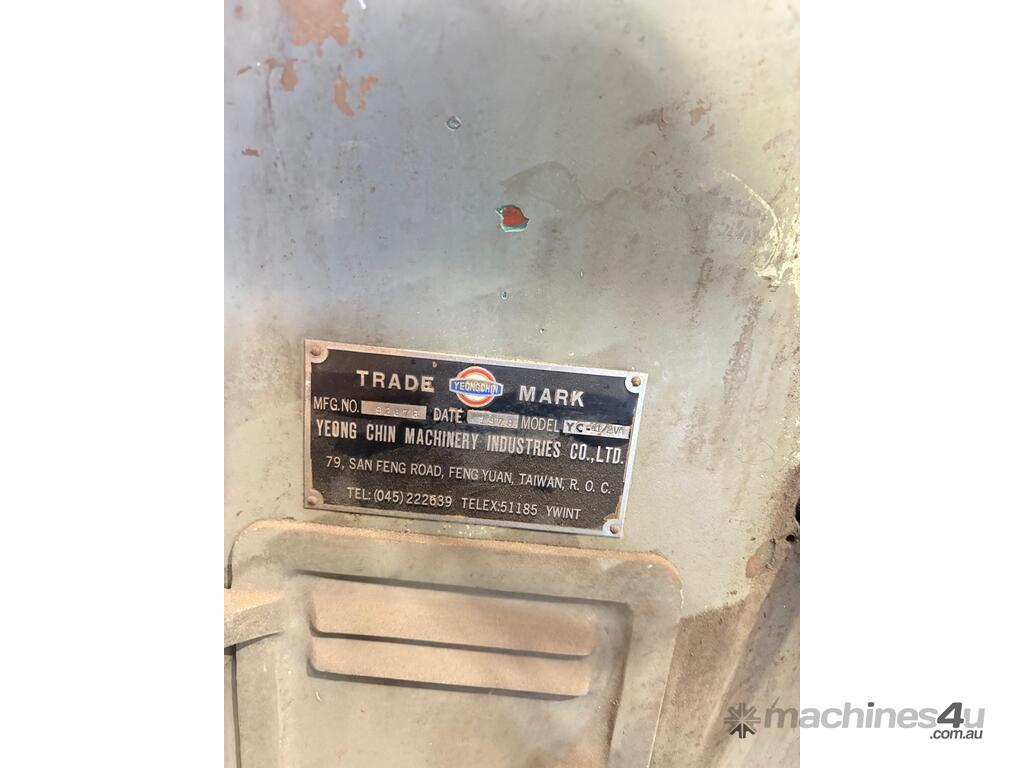 TRADE YEONGCHIN MARK
MFG.NO. DATE MODEL
YEONG CHIN MACHINERY INDUSTRIES CO.,LTD.
79, SAN FENG ROAD, FENG YUAN, TAIWAN, R. O. C.
TEL: (045) 222639 TELEX:51185 YWINT
machines4u
.com.au